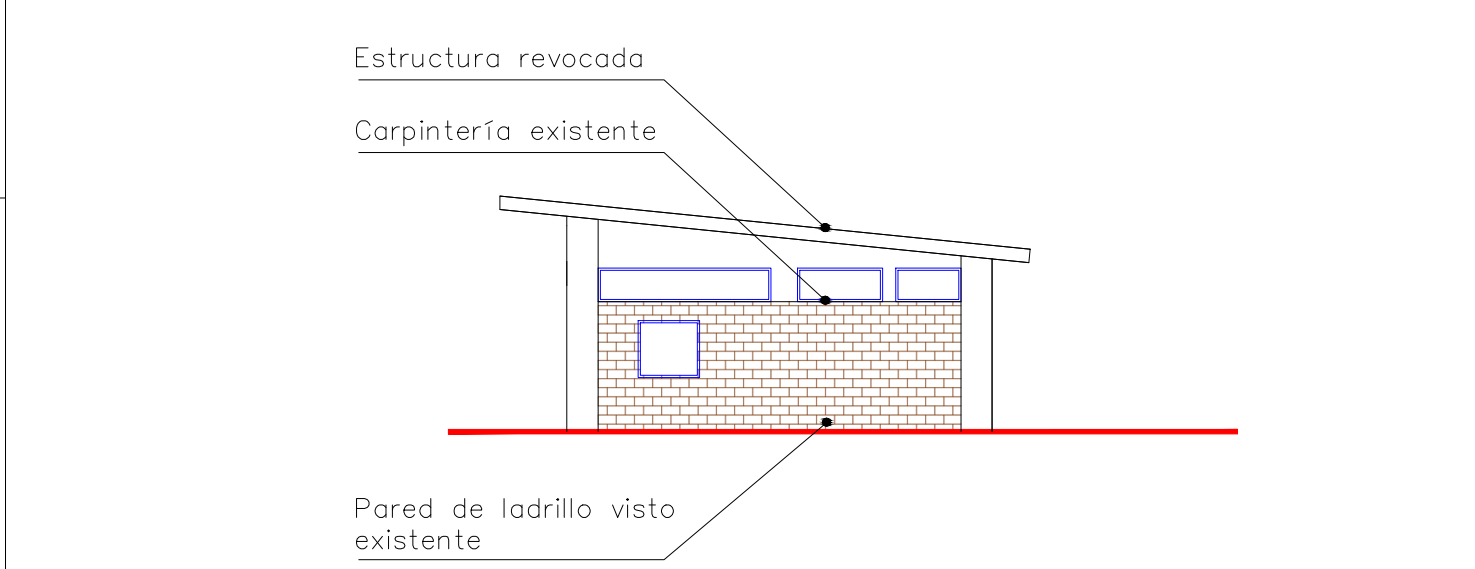 Estructura revocada
Carpintería existente
Pared de ladrillo visto
existente